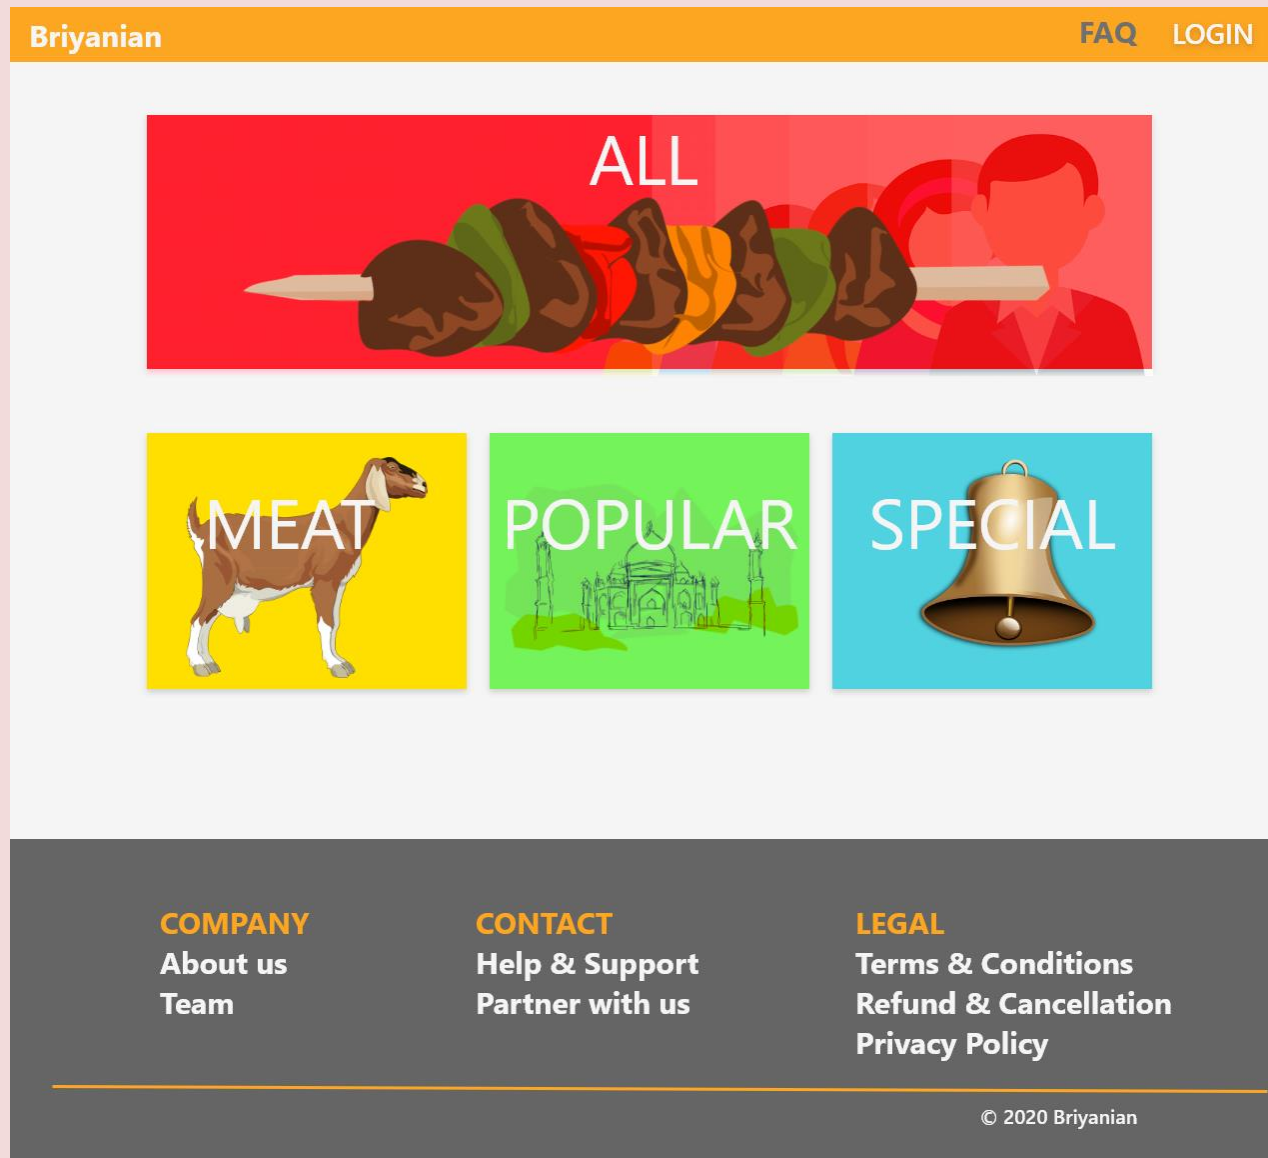 Briyanian
FAQ LOGIN
ALL
MEAT
POPULAR
SPECIAL
COMPANY
About us
Team
CONTACT
Help & Support
Partner with us
LEGAL
Terms & Conditions
Refund & Cancellation
Privacy Policy
© 2020 Briyanian